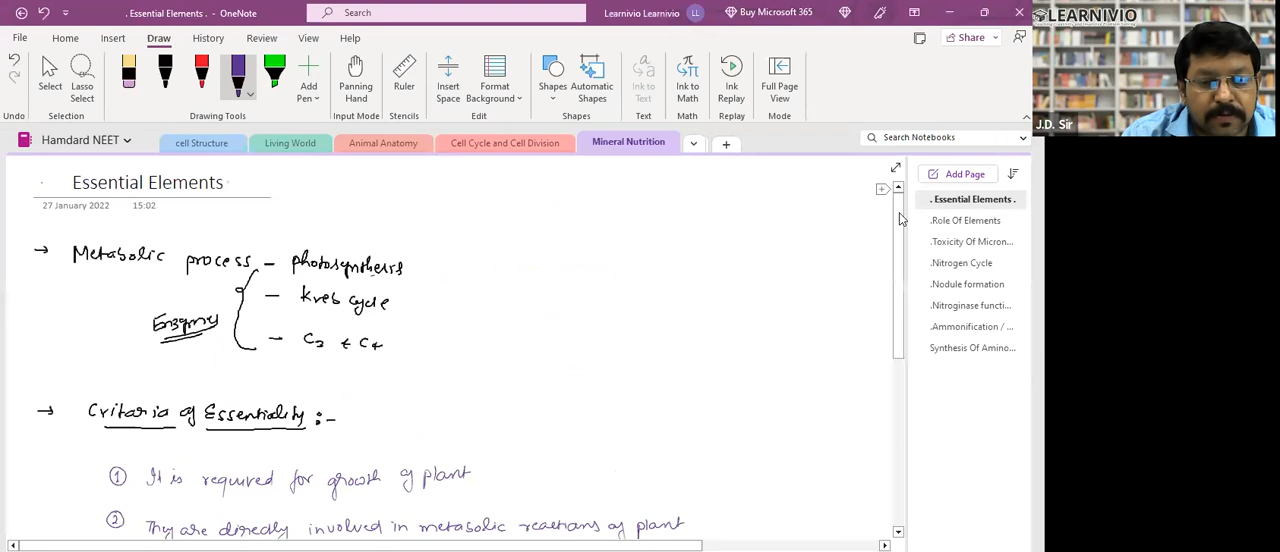 . Essential Elements . - OneNote
Search
Learnivio Learnivio
LL
Buy Microsoft 365
LEARNIVIO
File Home Insert Draw History Review View Help
Share
Select
Lasso Select
Add Pen
Panning Hand
Ruler
Insert Space
Format Background
Shapes
Automatic Shapes
Ink to Text
Ink to Math
Ink Replay
Full Page View
Undo
Selection
Drawing Tools
Input Mode
Stencils
Edit
Shapes
Text
Math
Replay
Mode
J.D. Sir
Hamdard NEET
cell Structure
Living World
Animal Anatomy
Cell Cycle and Cell Division
Mineral Nutrition
Search Notebooks
. Essential Elements .
27 January 2022 15:02
Add Page
. Essential Elements .
.Role Of Elements
.Toxicity Of Micron...
.Nitrogen Cycle
.Nodule formation
.Nitroginase functi...
.Ammonification / ...
Synthesis Of Amino...
→ Metabolic process - photosynthesis
- kreb cycle
Enzymes
- C3 + C4
→ Critaria of Essentiality :-
① It is required for growth of plant
② Thy are directly involved in metabolic reactions of plant